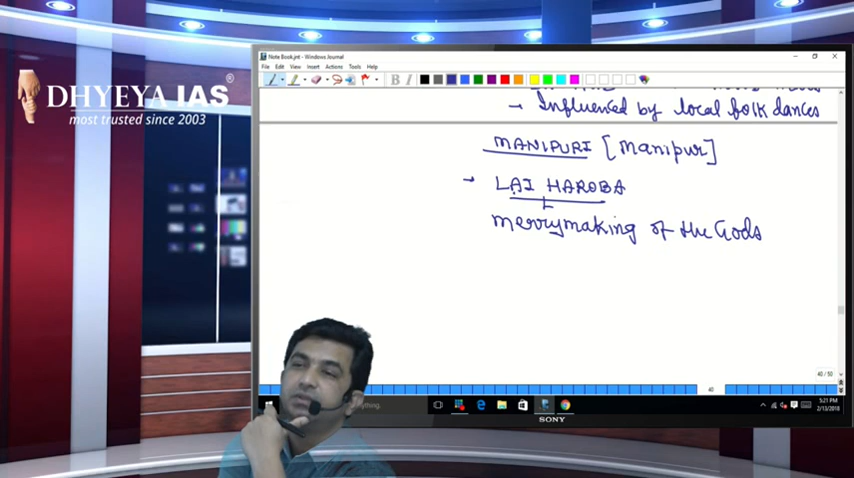 DHYEYA IAS®
most trusted since 2003
Note Book.jnt - Windows Journal
File Edit View Insert Actions Tools Help
B I
→ Influenced by local folk dances
MANIPURI [Manipur]
→ LAI HAROBA
merrymaking of the Gods
40 / 50
40
5:21 PM
2/13/2018
SONY